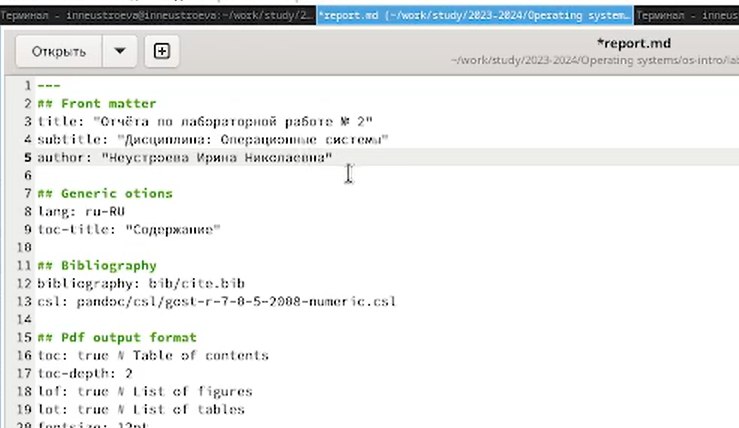 Терминал - inneustroeva@inneustroeva:~/work/study/2…
*report.md (~/work/study/2023-2024/Operating system…
Терминал - inneus
Открыть
*report.md
~/work/study/2023-2024/Operating systems/os-intro/lab
1 ---
2 ## Front matter
3 title: "Отчёта по лабораторной работе № 2"
4 subtitle: "Дисциплина: Операционные системы"
5 author: "Неустроева Ирина Николаевна"
6
7 ## Generic otions
8 lang: ru-RU
9 toc-title: "Содержание"
10
11 ## Bibliography
12 bibliography: bib/cite.bib
13 csl: pandoc/csl/gost-r-7-0-5-2008-numeric.csl
14
15 ## Pdf output format
16 toc: true # Table of contents
17 toc-depth: 2
18 lof: true # List of figures
19 lot: true # List of tables
20 fontsize: 12pt